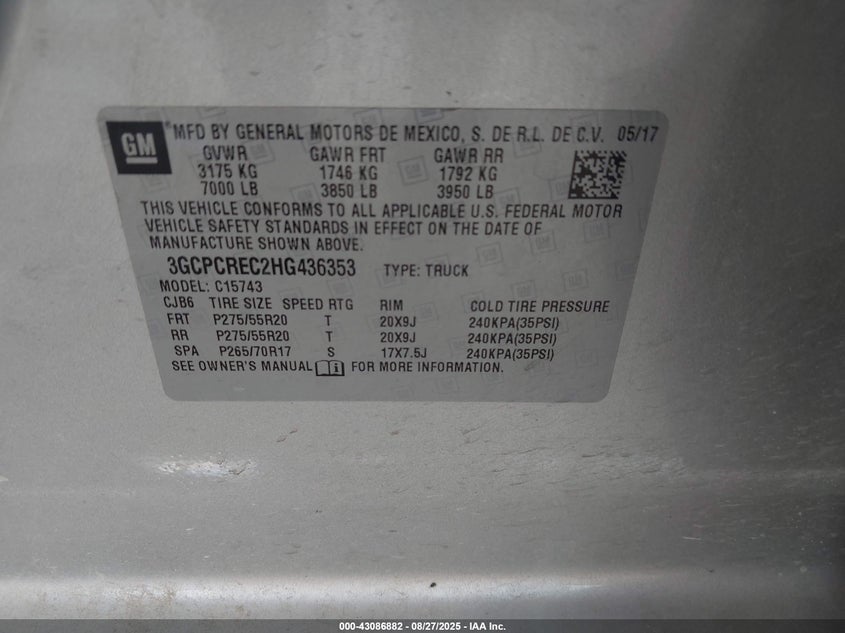 GM ® MFD BY GENERAL MOTORS DE MEXICO, S. DE R.L. DE C.V. 05/17
GVWR GAWR FRT GAWR RR
3175 KG 1746 KG 1792 KG
7000 LB 3850 LB 3950 LB
THIS VEHICLE CONFORMS TO ALL APPLICABLE U.S. FEDERAL MOTOR
VEHICLE SAFETY STANDARDS IN EFFECT ON THE DATE OF
MANUFACTURE SHOWN ABOVE.
3GCPCREC2HG436353 TYPE: TRUCK
MODEL: C15743
CJB6 TIRE SIZE SPEED RTG RIM COLD TIRE PRESSURE
FRT P275/55R20 T 20X9J 240KPA(35PSI)
RR P275/55R20 T 20X9J 240KPA(35PSI)
SPA P265/70R17 S 17X7.5J 240KPA(35PSI)
SEE OWNER'S MANUAL i FOR MORE INFORMATION.
000-43086882 - 08/27/2025 - IAA Inc.